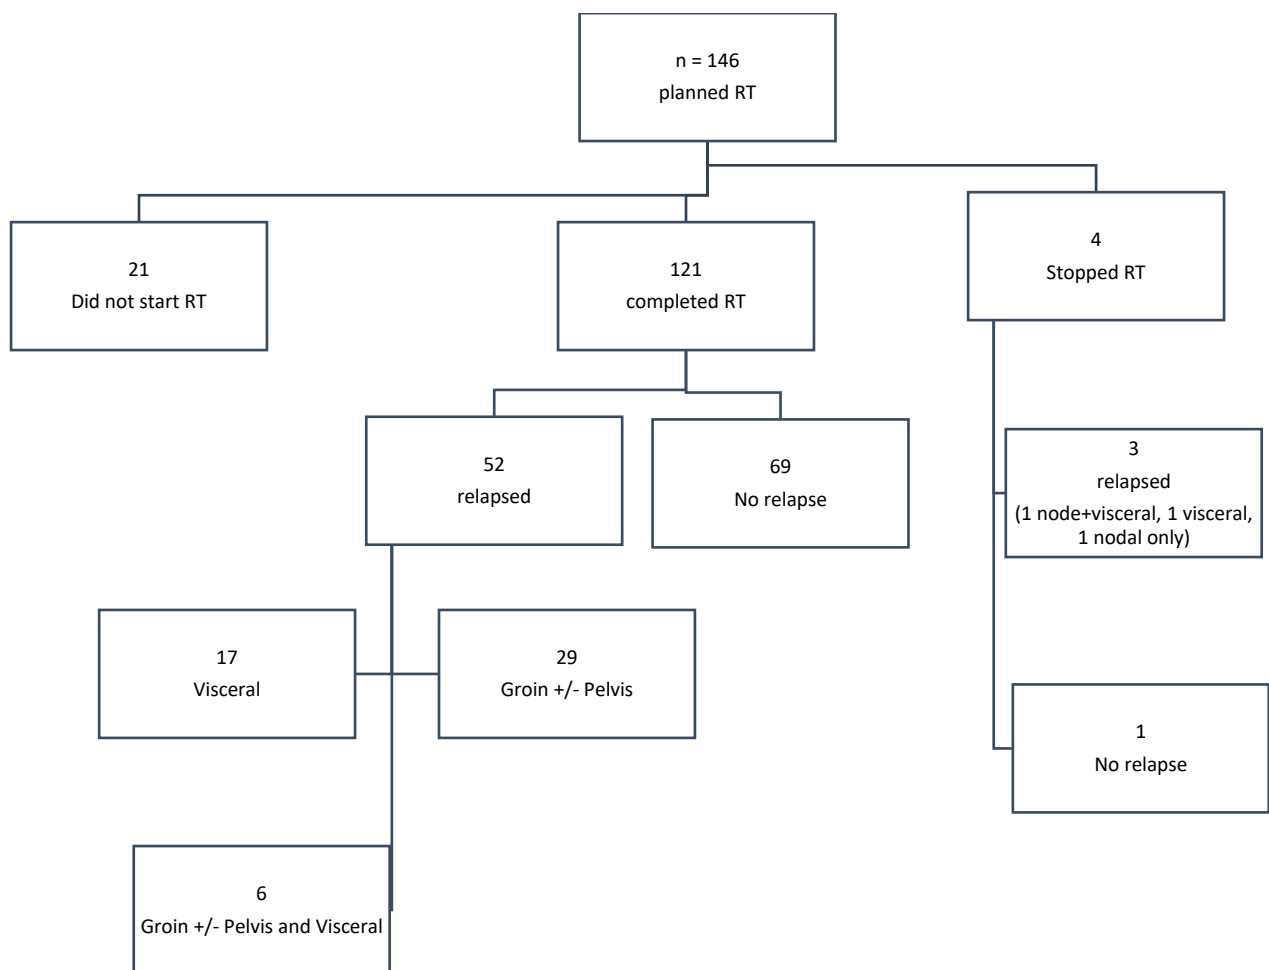 n = 146
planned RT
21
Did not start RT
121
completed RT
4
Stopped RT
52
relapsed
69
No relapse
3
relapsed
(1 node+visceral, 1 visceral,
1 nodal only)
17
Visceral
29
Groin +/- Pelvis
1
No relapse
6
Groin +/- Pelvis and Visceral